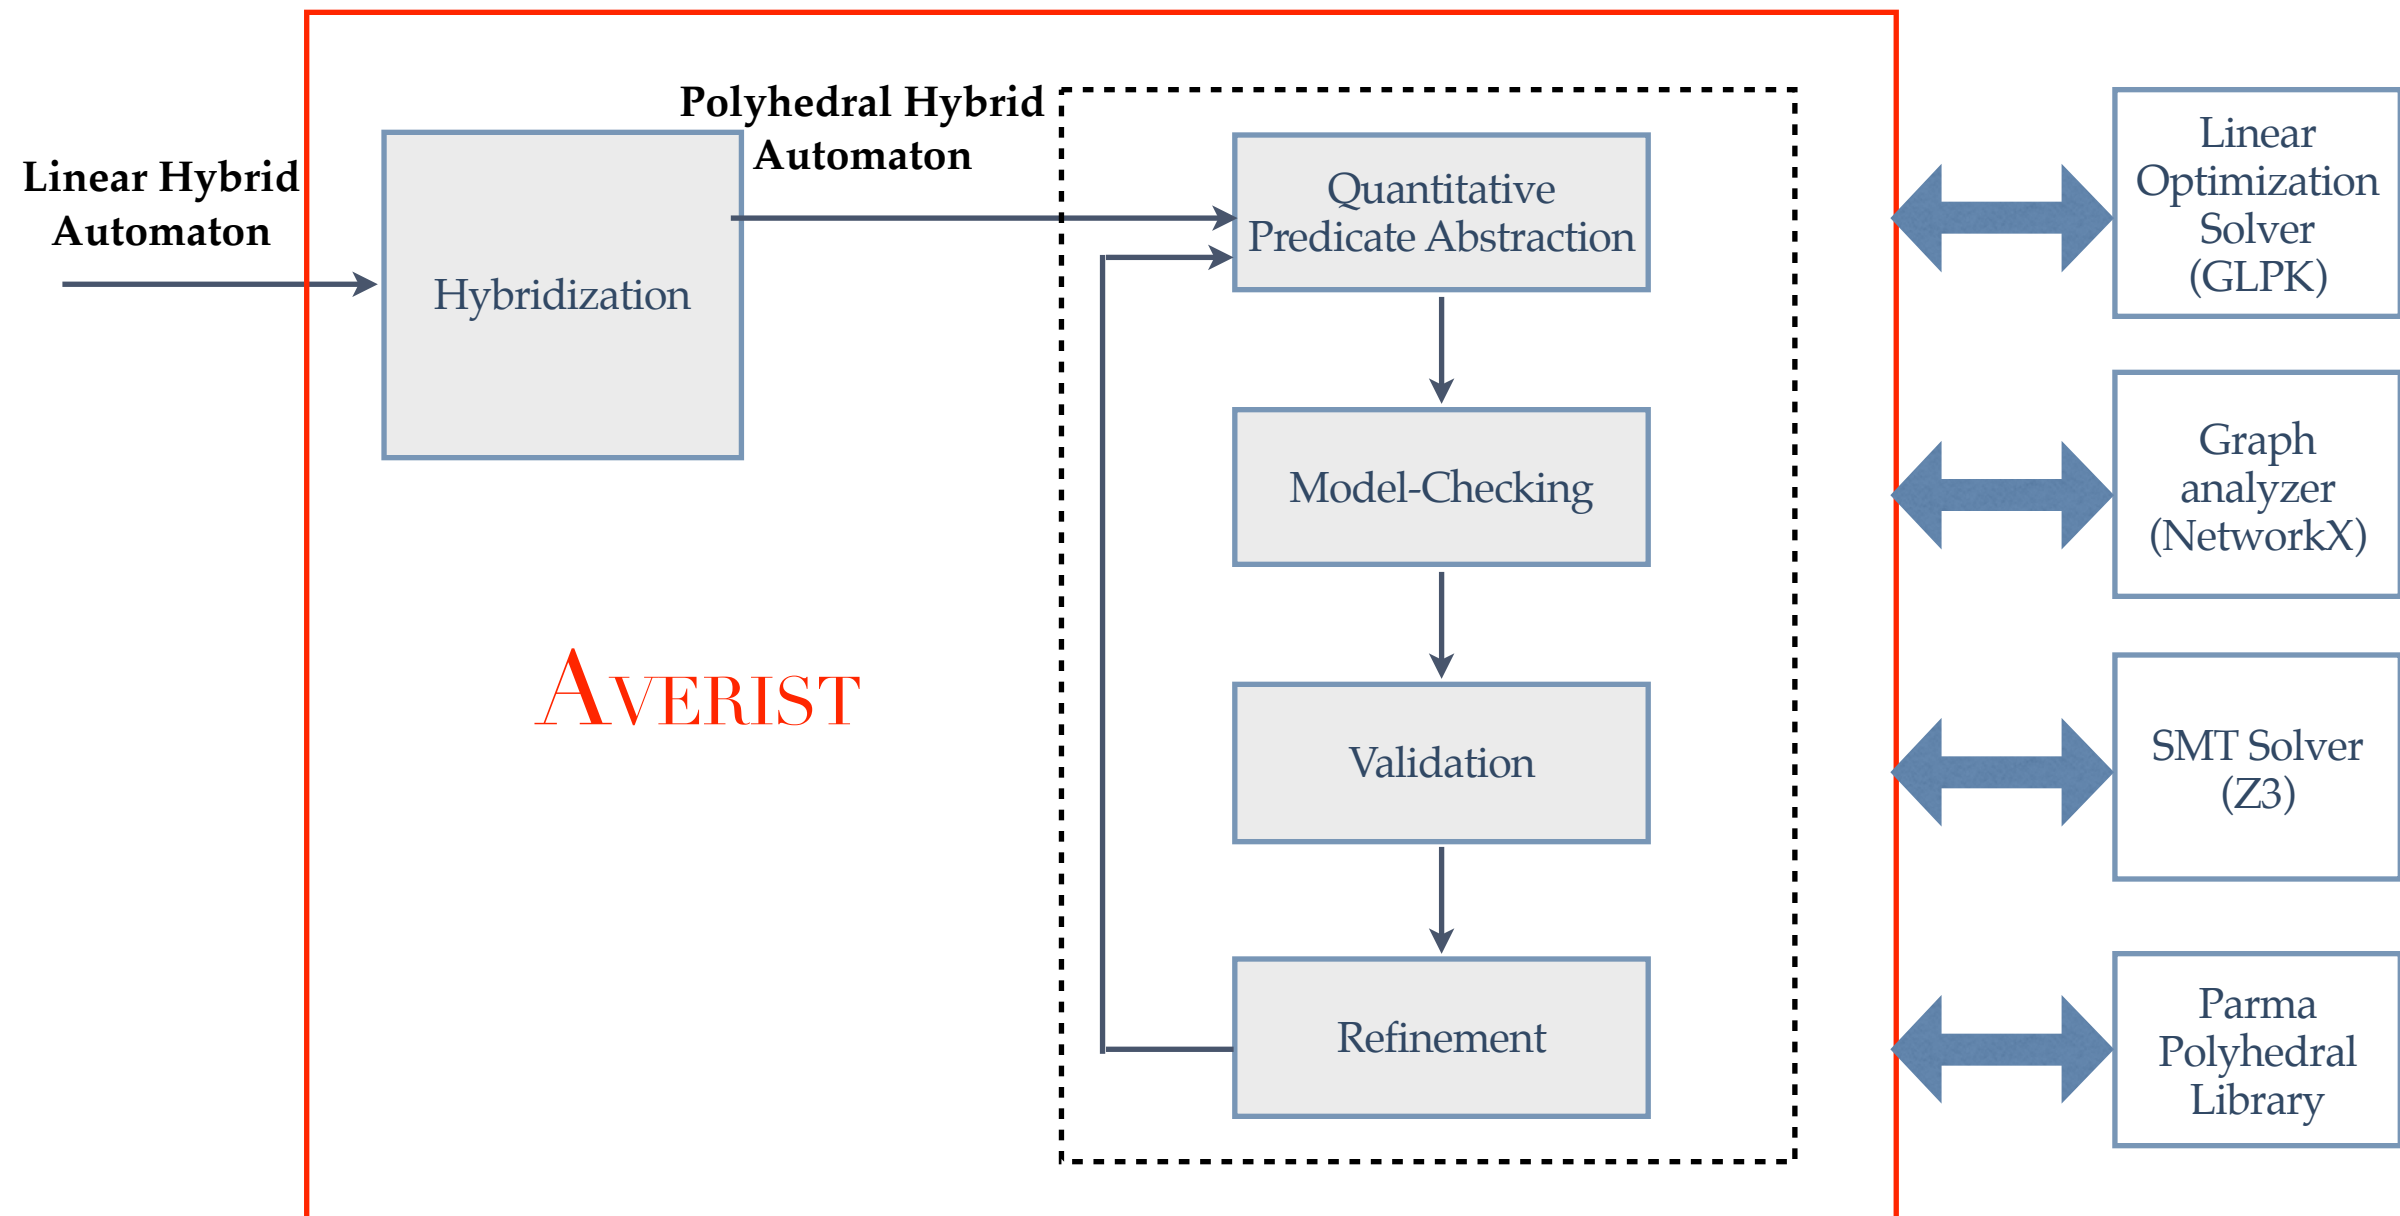 Linear Hybrid
Automaton
Hybridization
Polyhedral Hybrid
Automaton
AVERIST
Quantitative
Predicate Abstraction
Model-Checking
Validation
Refinement
Linear
Optimization
Solver
(GLPK)
Graph
analyzer
(NetworkX)
SMT Solver
(Z3)
Parma
Polyhedral
Library